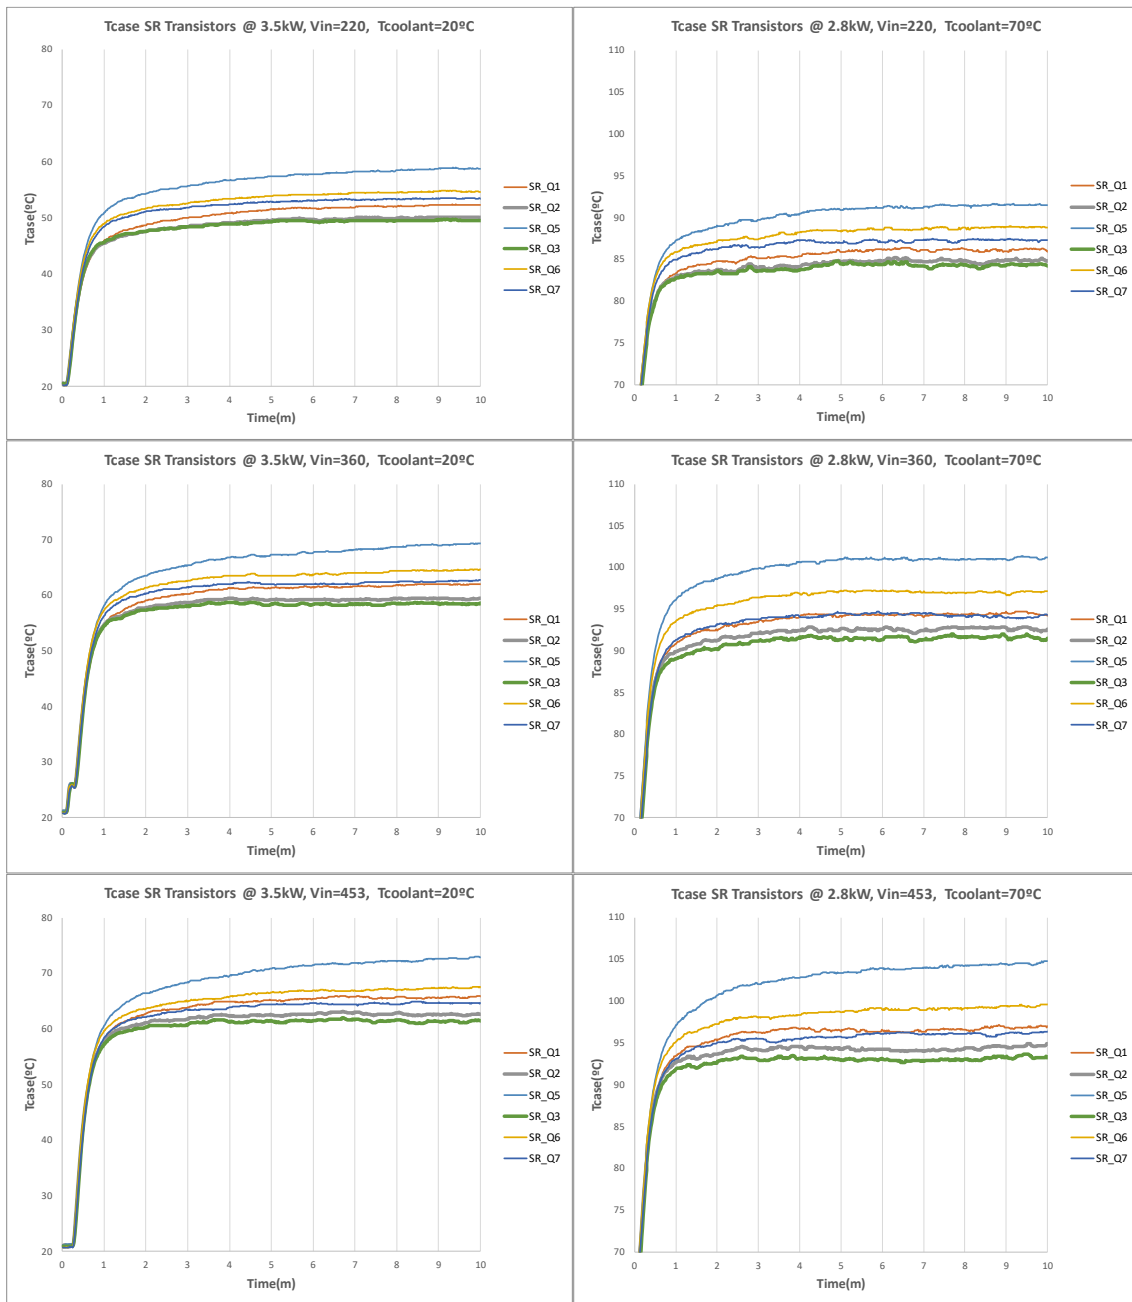 Tcase SR Transistors @ 3.5kW, Vin=220, Tcoolant=20ºC
80
70
60
50
40
30
20
Tcase(ºC)
0 1 2 3 4 5 6 7 8 9 10
Time(m)
SR_Q1
SR_Q2
SR_Q5
SR_Q3
SR_Q6
SR_Q7
Tcase SR Transistors @ 2.8kW, Vin=220, Tcoolant=70ºC
110
105
100
95
90
85
80
75
70
Tcase(ºC)
0 1 2 3 4 5 6 7 8 9 10
Time(m)
SR_Q1
SR_Q2
SR_Q5
SR_Q3
SR_Q6
SR_Q7
Tcase SR Transistors @ 3.5kW, Vin=360, Tcoolant=20ºC
80
70
60
50
40
30
20
Tcase(ºC)
0 1 2 3 4 5 6 7 8 9 10
Time(m)
SR_Q1
SR_Q2
SR_Q5
SR_Q3
SR_Q6
SR_Q7
Tcase SR Transistors @ 2.8kW, Vin=360, Tcoolant=70ºC
110
105
100
95
90
85
80
75
70
Tcase(ºC)
0 1 2 3 4 5 6 7 8 9 10
Time(m)
SR_Q1
SR_Q2
SR_Q5
SR_Q3
SR_Q6
SR_Q7
Tcase SR Transistors @ 3.5kW, Vin=453, Tcoolant=20ºC
80
70
60
50
40
30
20
Tcase(ºC)
0 1 2 3 4 5 6 7 8 9 10
Time(m)
SR_Q1
SR_Q2
SR_Q5
SR_Q3
SR_Q6
SR_Q7
Tcase SR Transistors @ 2.8kW, Vin=453, Tcoolant=70ºC
110
105
100
95
90
85
80
75
70
Tcase(ºC)
0 1 2 3 4 5 6 7 8 9 10
Time(m)
SR_Q1
SR_Q2
SR_Q5
SR_Q3
SR_Q6
SR_Q7